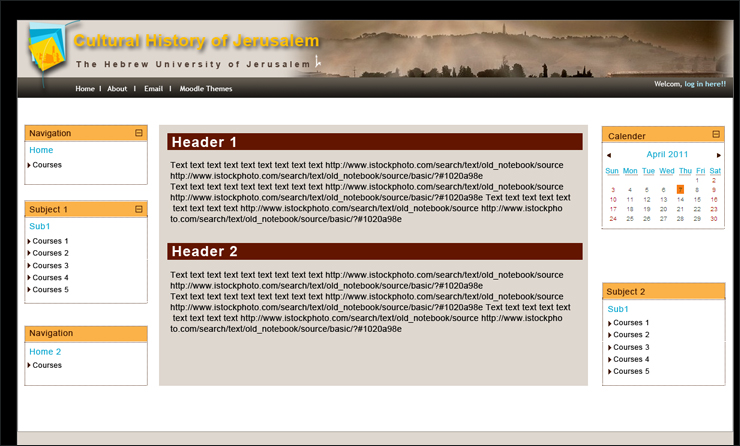 Cultural History of Jerusalem
The Hebrew University of Jerusalem
Home I About I Email I Moodle Themes
Welcom, log in here!!
Navigation
Home
Courses
Subject 1
Sub1
Courses 1
Courses 2
Courses 3
Courses 4
Courses 5
Navigation
Home 2
Courses
Header 1
Text text text text text text text text text http://www.istockphoto.com/search/text/old_notebook/source
http://www.istockphoto.com/search/text/old_notebook/source/basic/?#1020a98e
Text text text text text text text text text http://www.istockphoto.com/search/text/old_notebook/source
http://www.istockphoto.com/search/text/old_notebook/source/basic/?#1020a98e Text text text text text
text text text text http://www.istockphoto.com/search/text/old_notebook/source http://www.istockpho
to.com/search/text/old_notebook/source/basic/?#1020a98e
Header 2
Text text text text text text text text text http://www.istockphoto.com/search/text/old_notebook/source
http://www.istockphoto.com/search/text/old_notebook/source/basic/?#1020a98e
Text text text text text text text text text http://www.istockphoto.com/search/text/old_notebook/source
http://www.istockphoto.com/search/text/old_notebook/source/basic/?#1020a98e Text text text text text
text text text text http://www.istockphoto.com/search/text/old_notebook/source http://www.istockpho
to.com/search/text/old_notebook/source/basic/?#1020a98e
Calender
April 2011
Sun Mon Tue Wed Thu Fri Sat
1 2
3 4 5 6 7 8 9
10 11 12 13 14 15 16
17 18 19 20 21 22 23
24 25 26 27 28 29 30
Subject 2
Sub1
Courses 1
Courses 2
Courses 3
Courses 4
Courses 5